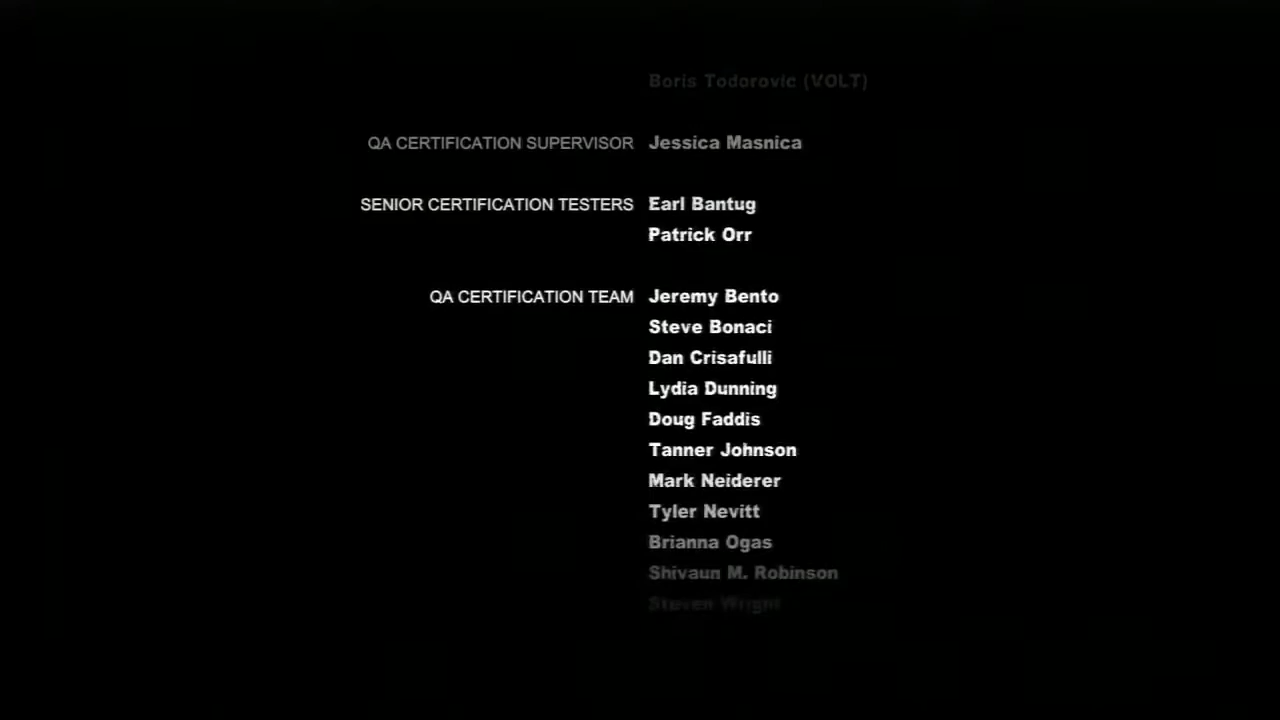 Boris Todorovic (VOLT)
QA CERTIFICATION SUPERVISOR Jessica Masnica
SENIOR CERTIFICATION TESTERS Earl Bantug
Patrick Orr
QA CERTIFICATION TEAM Jeremy Bento
Steve Bonaci
Dan Crisafulli
Lydia Dunning
Doug Faddis
Tanner Johnson
Mark Neiderer
Tyler Nevitt
Brianna Ogas
Shivaun M. Robinson
Steven Wright